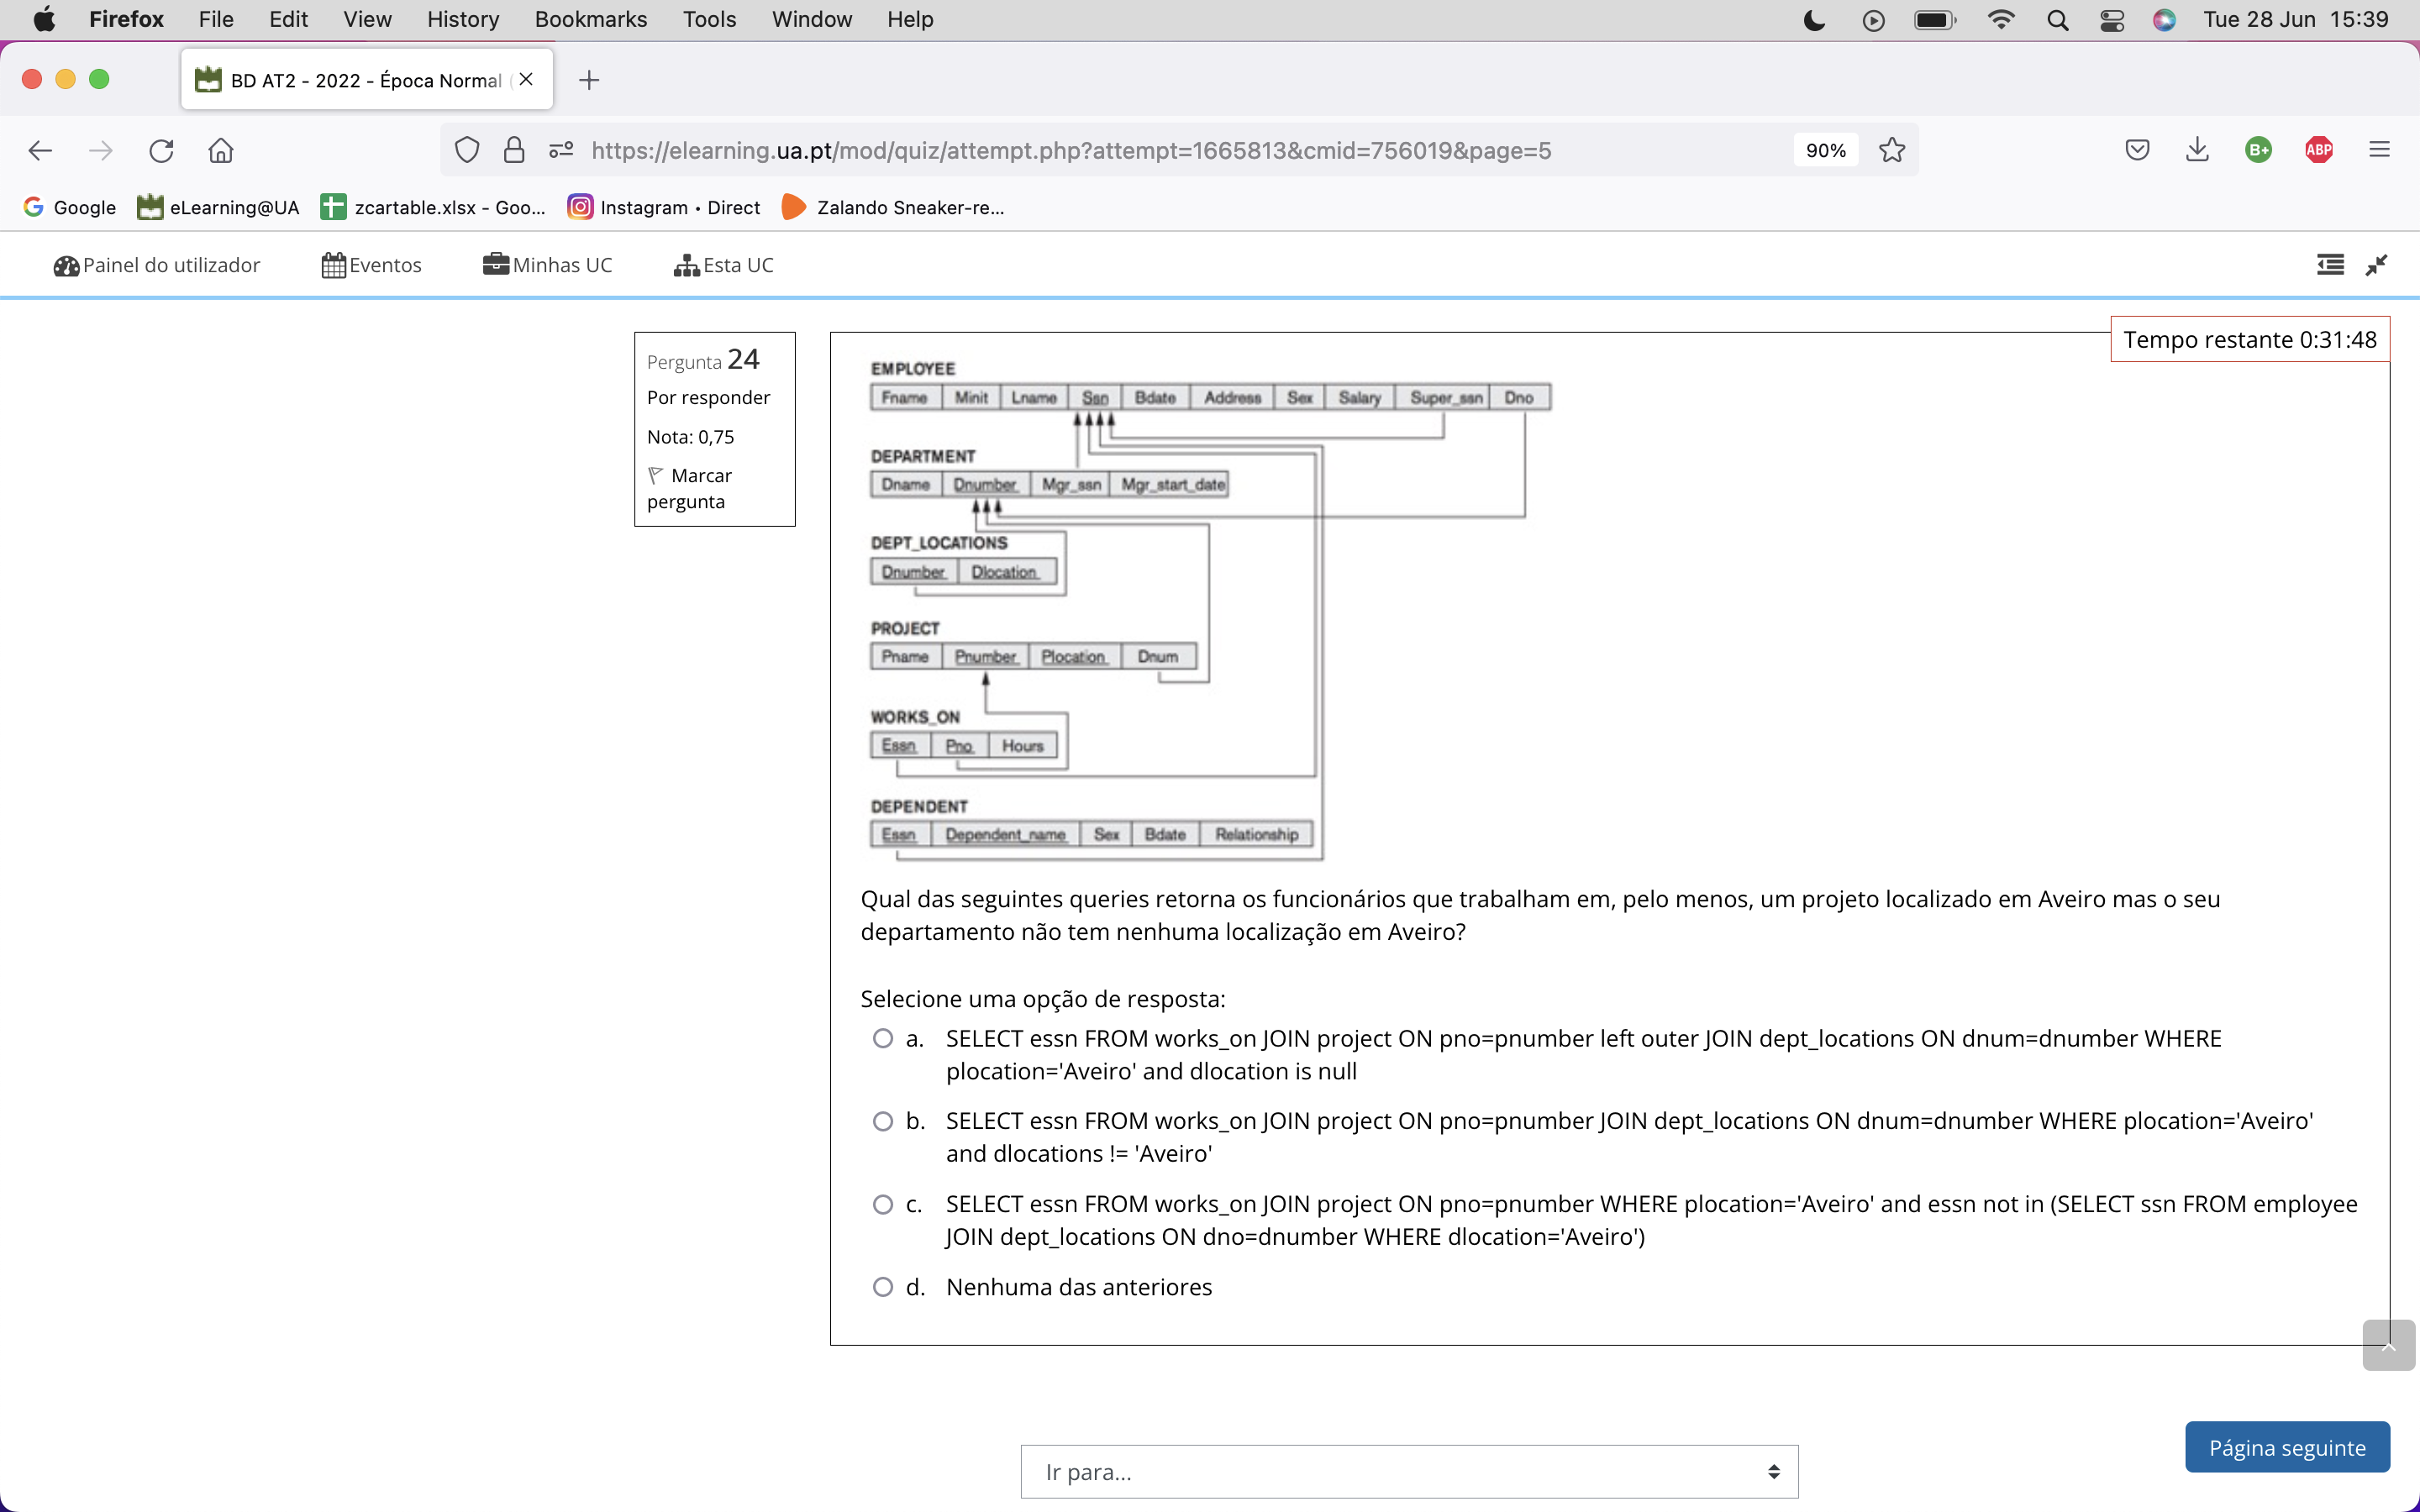 Firefox File Edit View History Bookmarks Tools Window Help Tue 28 Jun 15:39
BD AT2 - 2022 - Época Normal (
https://elearning.ua.pt/mod/quiz/attempt.php?attempt=1665813&cmid=756019&page=5 90% B+ ABP
Google eLearning@UA zcartable.xlsx - Goo... Instagram • Direct Zalando Sneaker-re...
Painel do utilizador Eventos Minhas UC Esta UC
Tempo restante 0:31:48
Pergunta 24
Por responder
Nota: 0,75
Marcar
pergunta
EMPLOYEE
Fname Minit Lname Ssn Bdate Address Sex Salary Super_ssn Dno
DEPARTMENT
Dname Dnumber Mgr_ssn Mgr_start_date
DEPT_LOCATIONS
Dnumber Dlocation
PROJECT
Pname Pnumber Plocation Dnum
WORKS_ON
Essn Pno Hours
DEPENDENT
Essn Dependent_name Sex Bdate Relationship
Qual das seguintes queries retorna os funcionários que trabalham em, pelo menos, um projeto localizado em Aveiro mas o seu
departamento não tem nenhuma localização em Aveiro?
Selecione uma opção de resposta:
a. SELECT essn FROM works_on JOIN project ON pno=pnumber left outer JOIN dept_locations ON dnum=dnumber WHERE
plocation='Aveiro' and dlocation is null
b. SELECT essn FROM works_on JOIN project ON pno=pnumber JOIN dept_locations ON dnum=dnumber WHERE plocation='Aveiro'
and dlocations != 'Aveiro'
c. SELECT essn FROM works_on JOIN project ON pno=pnumber WHERE plocation='Aveiro' and essn not in (SELECT ssn FROM employee
JOIN dept_locations ON dno=dnumber WHERE dlocation='Aveiro')
d. Nenhuma das anteriores
Página seguinte
Ir para...